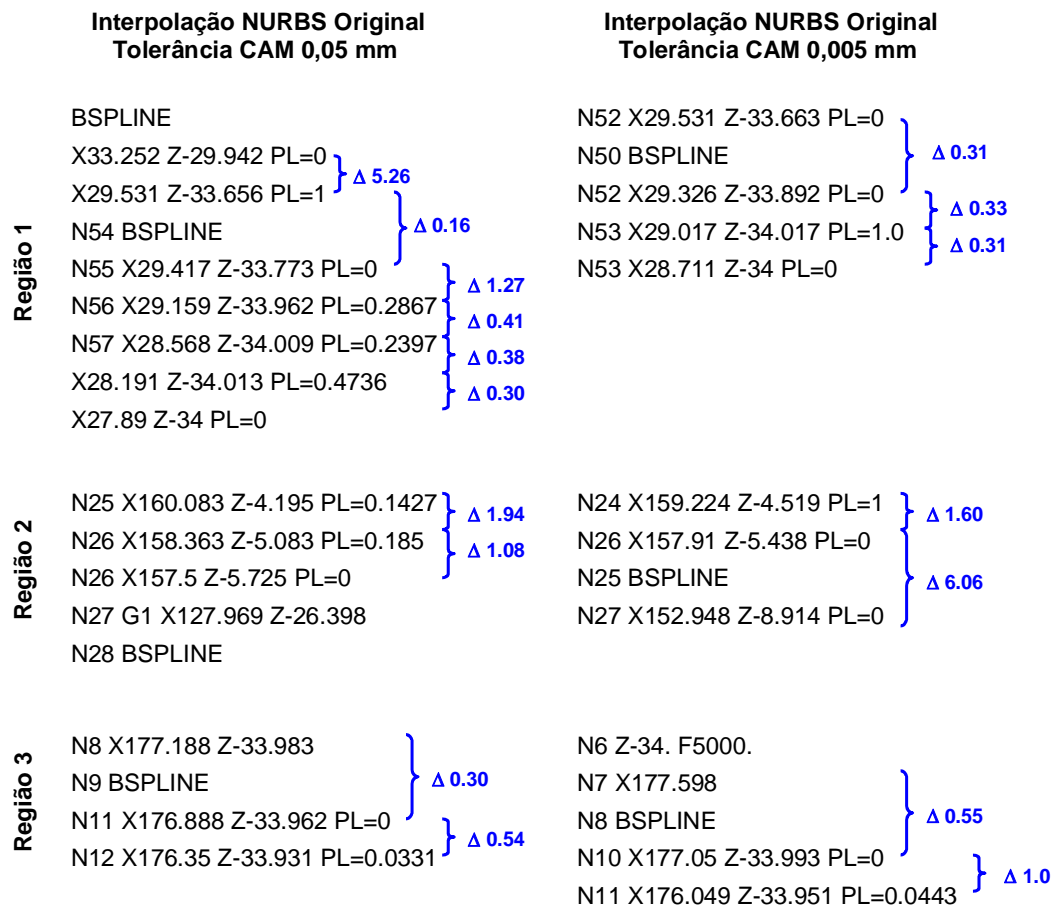 Interpolação NURBS Original
Tolerância CAM 0,05 mm
BSPLINE
X33.252 Z-29.942 PL=0
Δ 5.26
X29.531 Z-33.656 PL=1
Δ 0.16
N54 BSPLINE
N55 X29.417 Z-33.773 PL=0
Δ 1.27
N56 X29.159 Z-33.962 PL=0.2867
Δ 0.41
N57 X28.568 Z-34.009 PL=0.2397
Δ 0.38
X28.191 Z-34.013 PL=0.4736
Δ 0.30
X27.89 Z-34 PL=0
Interpolação NURBS Original
Tolerância CAM 0,005 mm
N52 X29.531 Z-33.663 PL=0
N50 BSPLINE
Δ 0.31
N52 X29.326 Z-33.892 PL=0
Δ 0.33
N53 X29.017 Z-34.017 PL=1.0
Δ 0.31
N53 X28.711 Z-34 PL=0
Região 1
N25 X160.083 Z-4.195 PL=0.1427
Δ 1.94
N26 X158.363 Z-5.083 PL=0.185
Δ 1.08
N26 X157.5 Z-5.725 PL=0
N27 G1 X127.969 Z-26.398
N28 BSPLINE
N24 X159.224 Z-4.519 PL=1
Δ 1.60
N26 X157.91 Z-5.438 PL=0
N25 BSPLINE
Δ 6.06
N27 X152.948 Z-8.914 PL=0
Região 2
N8 X177.188 Z-33.983
N9 BSPLINE
Δ 0.30
N11 X176.888 Z-33.962 PL=0
Δ 0.54
N12 X176.35 Z-33.931 PL=0.0331
N6 Z-34. F5000.
N7 X177.598
N8 BSPLINE
Δ 0.55
N10 X177.05 Z-33.993 PL=0
Δ 1.0
N11 X176.049 Z-33.951 PL=0.0443
Região 3